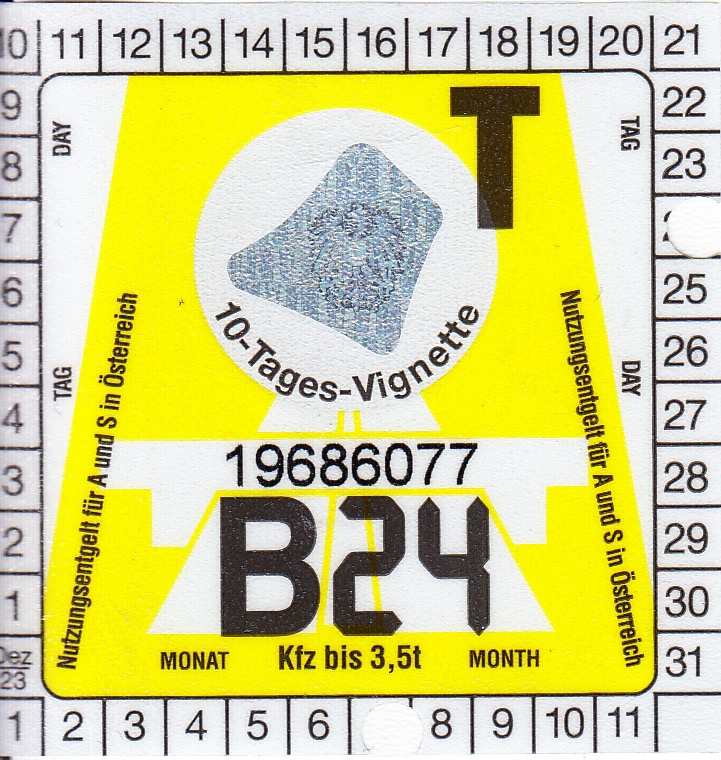 10 11 12 13 14 15 16 17 18 19 20 21
9
8
7
6
5
4
3
2
1
Dez
23
DAY
TAG
Nutzungsentgelt für A und S in Österreich
T
10-Tages-Vignette
19686077
B24
MONAT Kfz bis 3,5t MONTH
TAG
DAY
Nutzungsentgelt für A und S in Österreich
22
23
25
26
27
28
29
30
31
1 2 3 4 5 6 8 9 10 11